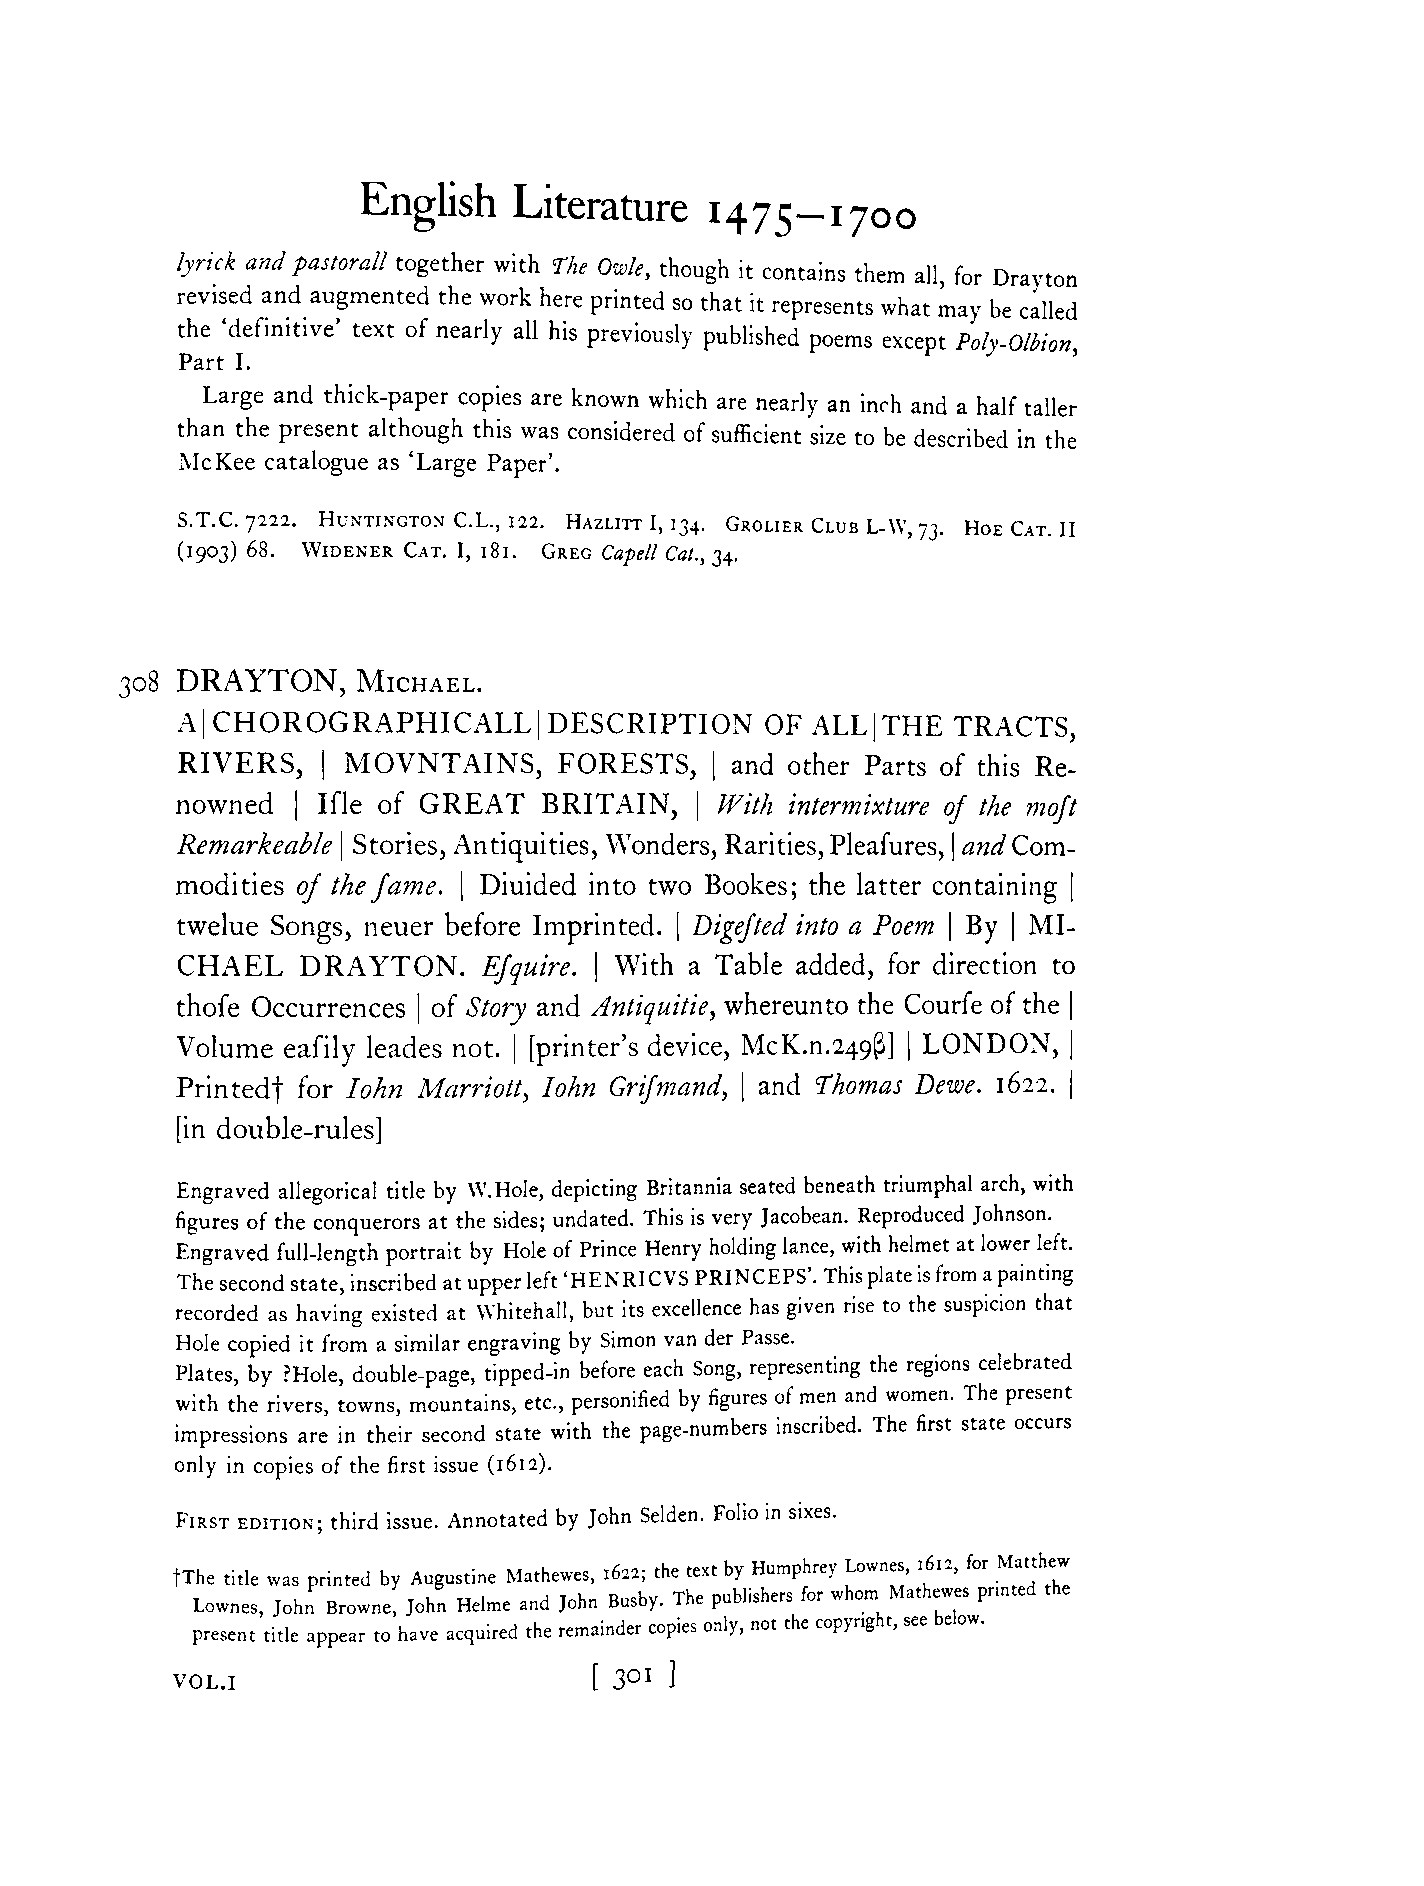 English Literature 1475–1700
lyrick and pastorall together with The Owle, though it contains them all, for Drayton
revised and augmented the work here printed so that it represents what may be called
the ‘definitive’ text of nearly all his previously published poems except Poly-Olbion,
Part I.
Large and thick-paper copies are known which are nearly an inch and a half taller
than the present although this was considered of sufficient size to be described in the
McKee catalogue as ‘Large Paper’.
S.T.C. 7222. Huntington C.L., 122. Hazlitt I, 134. Grolier Club L-W, 73. Hoe Cat. II
(1903) 68. Widener Cat. I, 181. Greg Capell Cat., 34.
308 DRAYTON, Michael.
A|CHOROGRAPHICALL|DESCRIPTION OF ALL|THE TRACTS,
RIVERS, | MOVNTAINS, FORESTS, | and other Parts of this Re-
nowned | Iſle of GREAT BRITAIN, | With intermixture of the moſt
Remarkeable | Stories, Antiquities, Wonders, Rarities, Pleaſures, | and Com-
modities of the ſame. | Diuided into two Bookes; the latter containing |
twelue Songs, neuer before Imprinted. | Digeſted into a Poem | By | MI-
CHAEL DRAYTON. Eſquire. | With a Table added, for direction to
thoſe Occurrences | of Story and Antiquitie, whereunto the Courſe of the |
Volume eaſily leades not. | [printer’s device, McK.n.249β] | LONDON, |
Printed† for Iohn Marriott, Iohn Griſmand, | and Thomas Dewe. 1622. |
[in double-rules]
Engraved allegorical title by W.Hole, depicting Britannia seated beneath triumphal arch, with
figures of the conquerors at the sides; undated. This is very Jacobean. Reproduced Johnson.
Engraved full-length portrait by Hole of Prince Henry holding lance, with helmet at lower left.
The second state, inscribed at upper left ‘HENRICVS PRINCEPS’. This plate is from a painting
recorded as having existed at Whitehall, but its excellence has given rise to the suspicion that
Hole copied it from a similar engraving by Simon van der Passe.
Plates, by ?Hole, double-page, tipped-in before each Song, representing the regions celebrated
with the rivers, towns, mountains, etc., personified by figures of men and women. The present
impressions are in their second state with the page-numbers inscribed. The first state occurs
only in copies of the first issue (1612).
First edition; third issue. Annotated by John Selden. Folio in sixes.
†The title was printed by Augustine Mathewes, 1622; the text by Humphrey Lownes, 1612, for Matthew
Lownes, John Browne, John Helme and John Busby. The publishers for whom Mathewes printed the
present title appear to have acquired the remainder copies only, not the copyright, see below.
VOL.I [ 301 ]